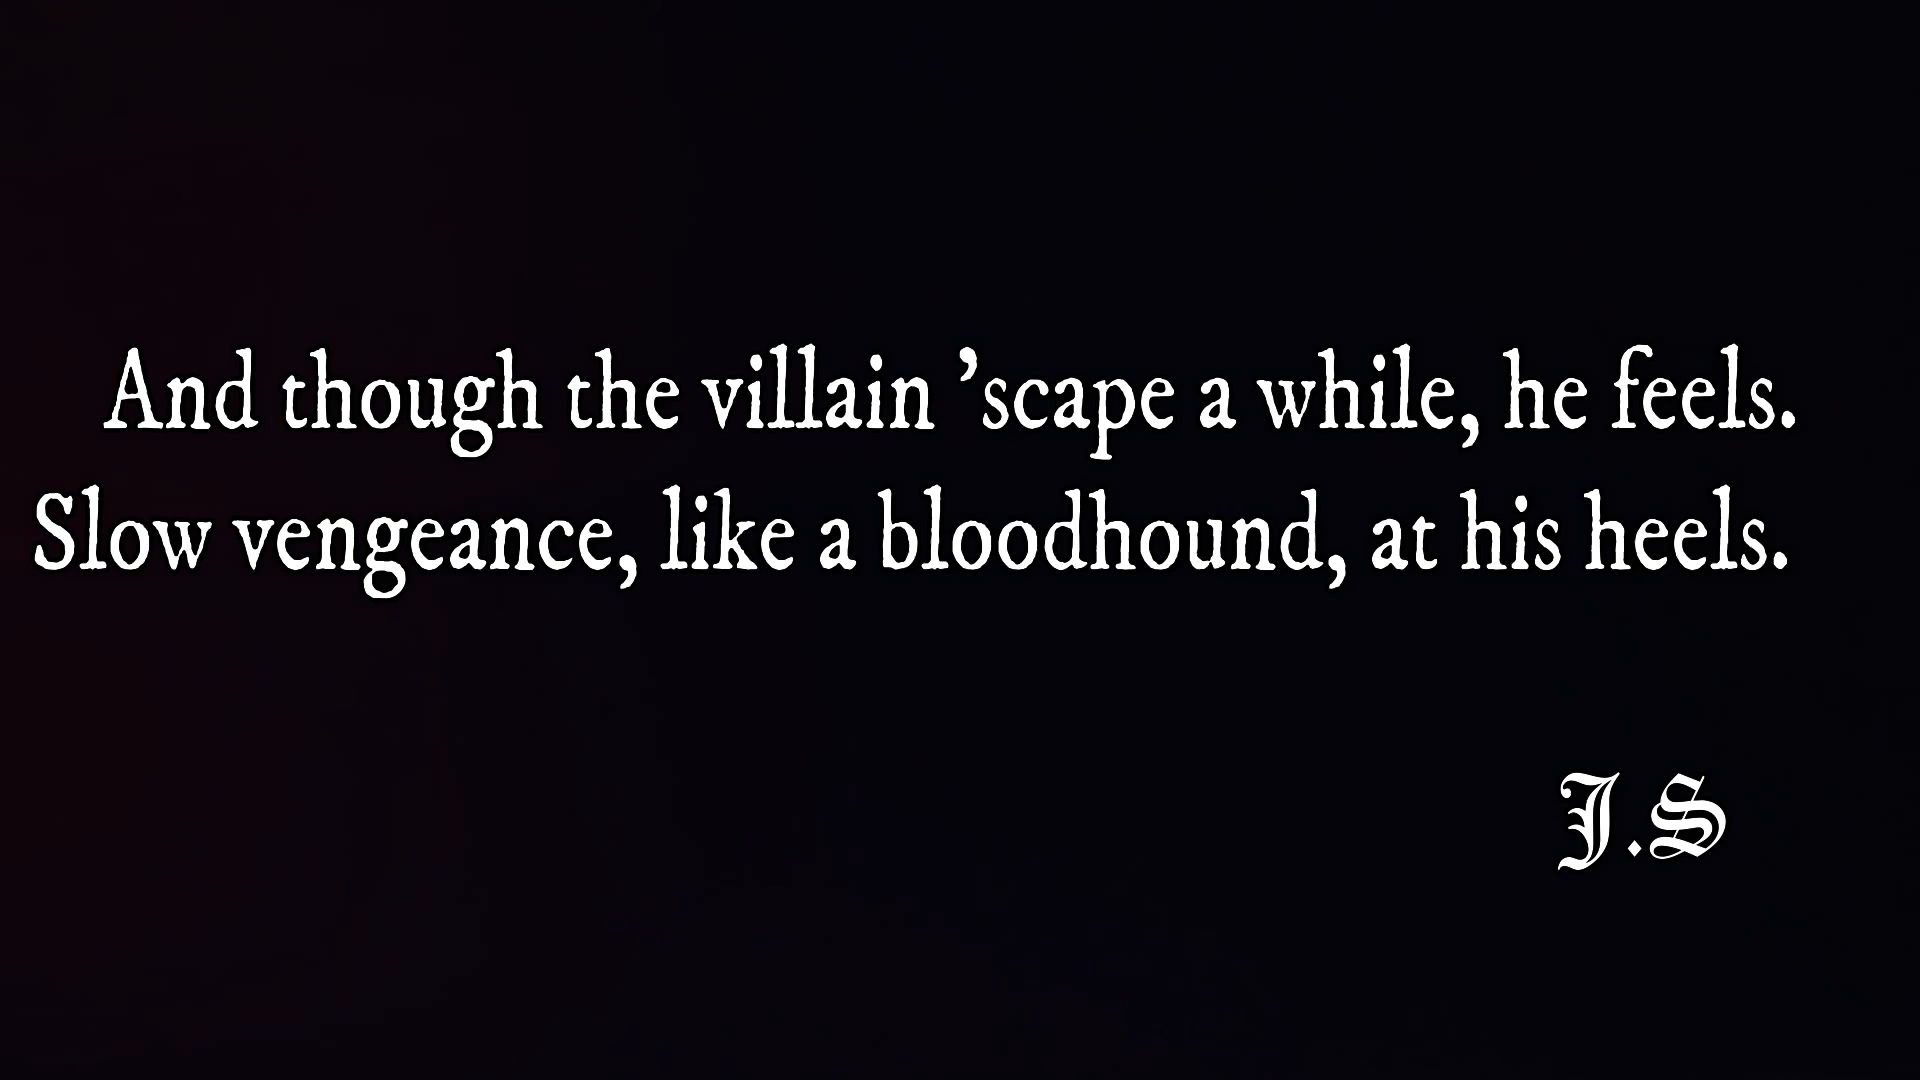 And though the villain ’scape a while, he feels.
Slow vengeance, like a bloodhound, at his heels.
J.S